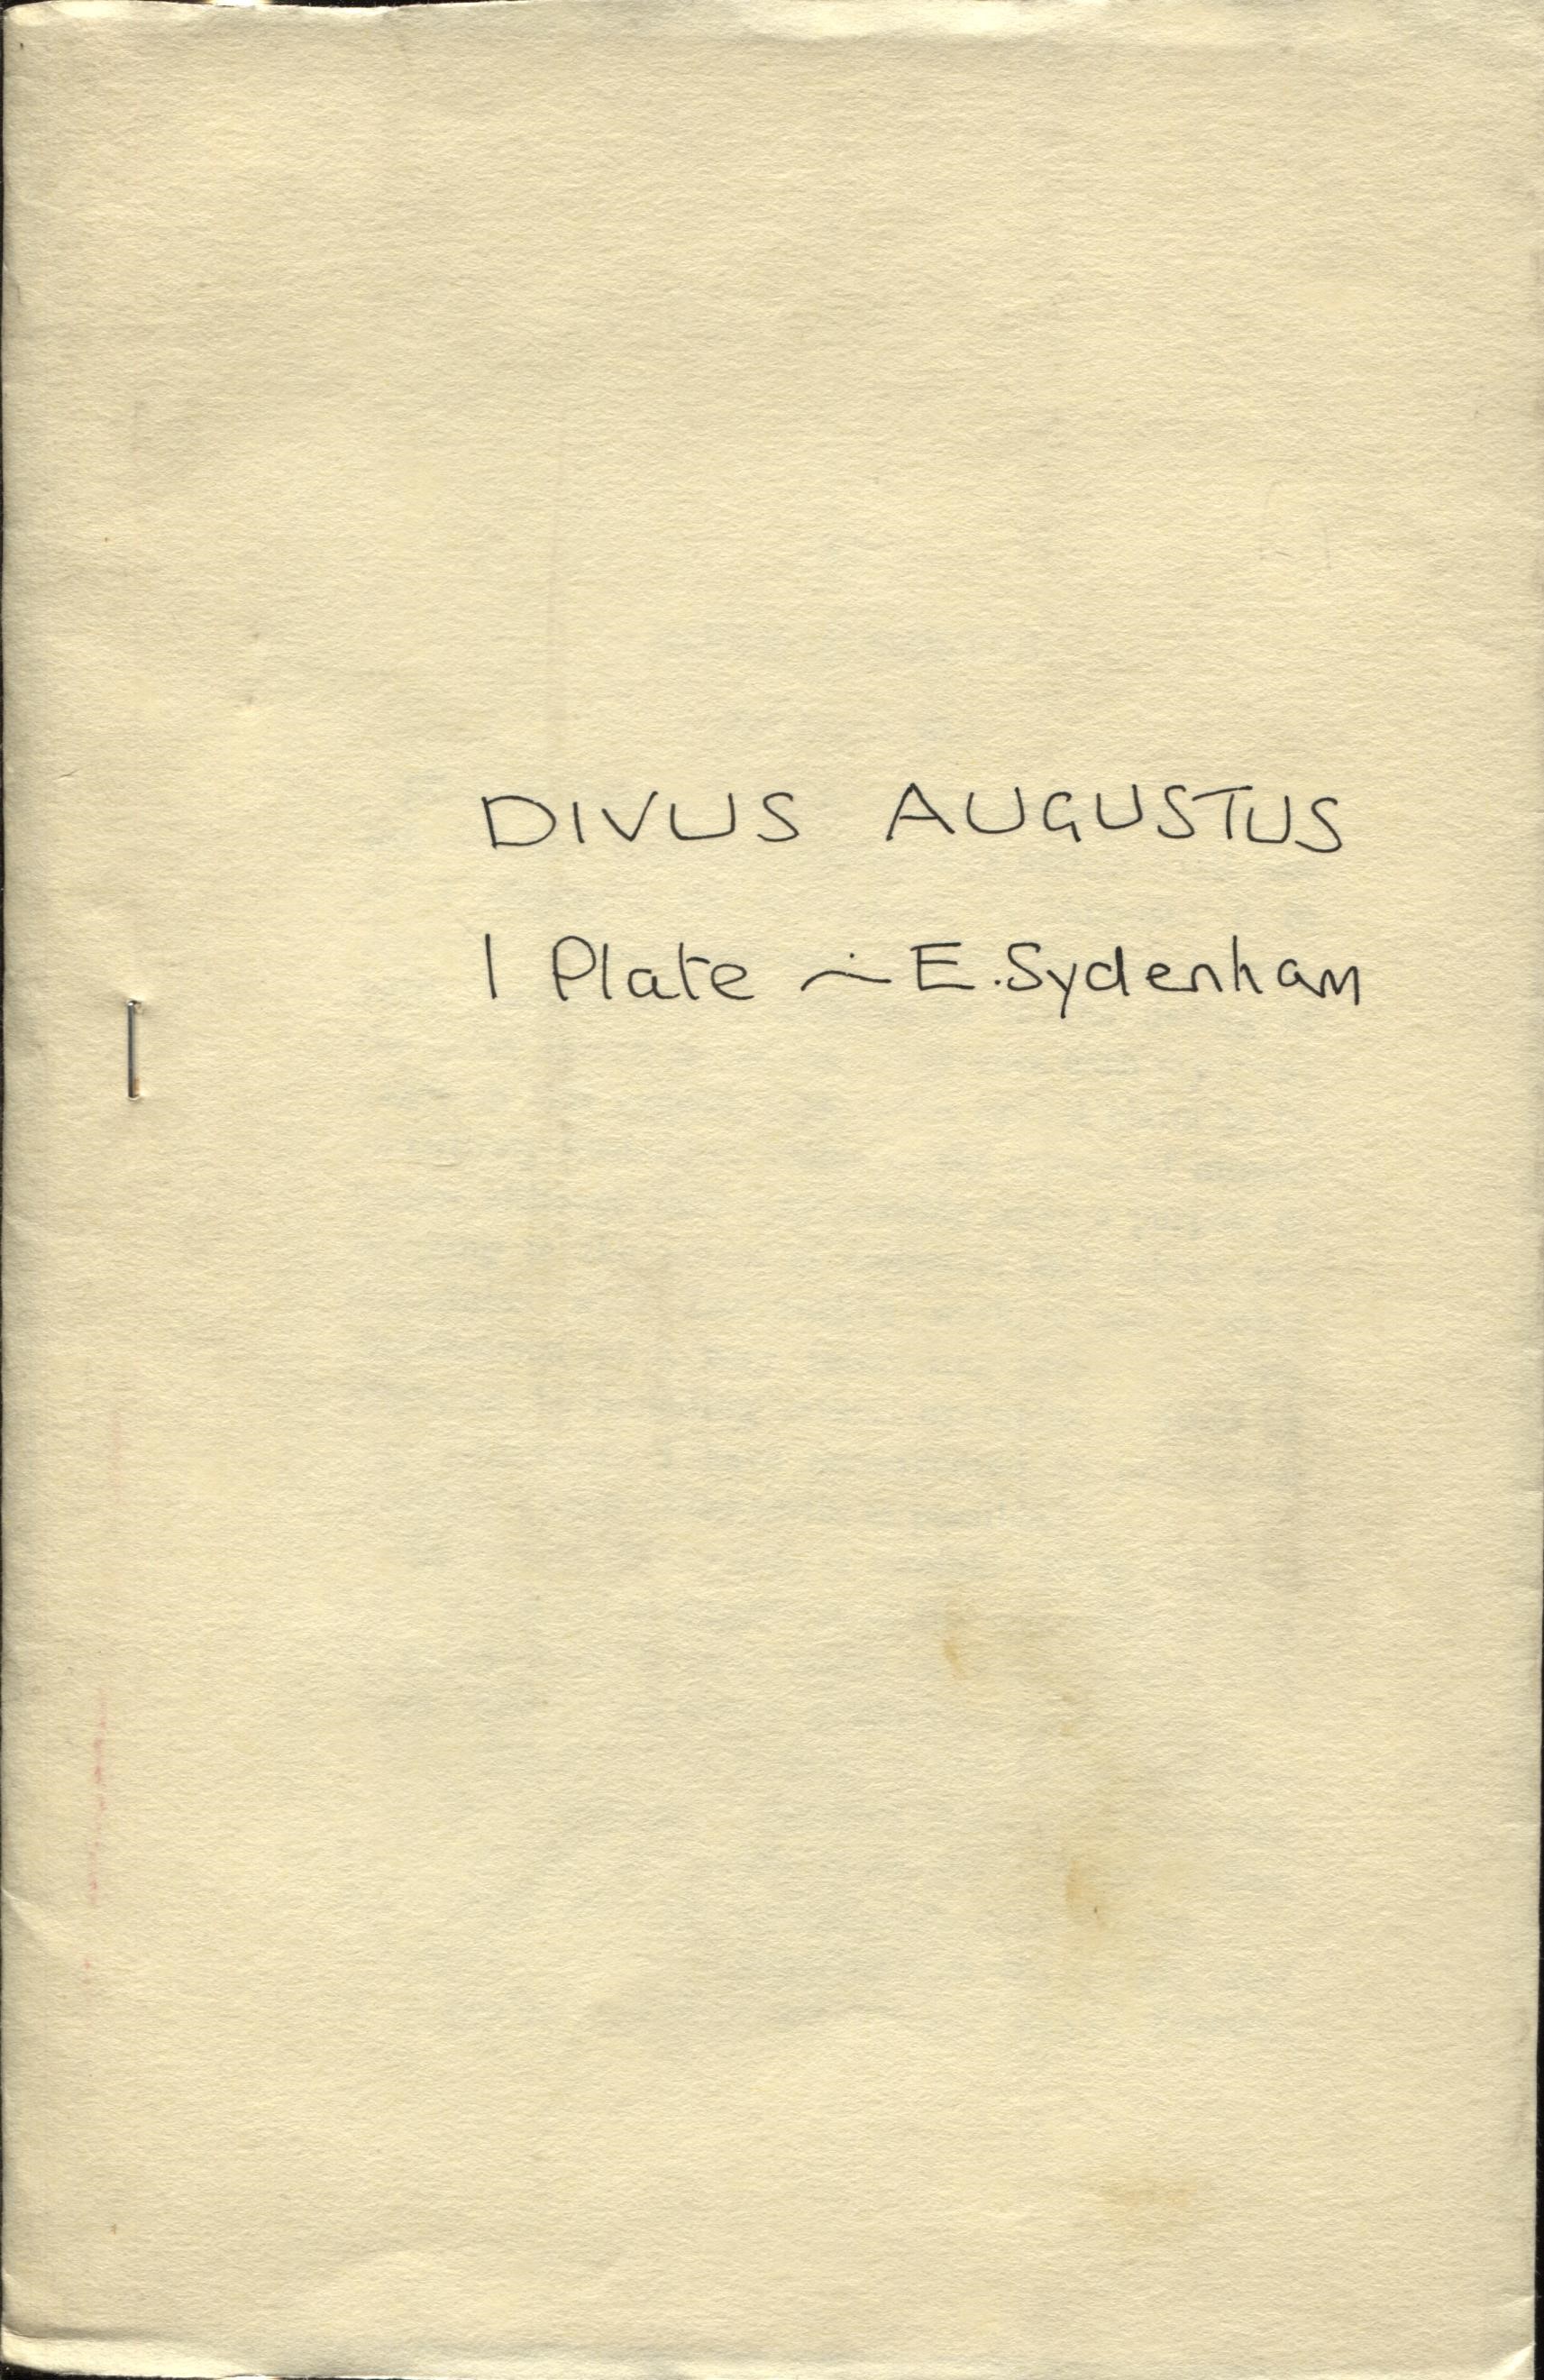 DIVUS AUGUSTUS
1 Plate ~ E. Sydenham